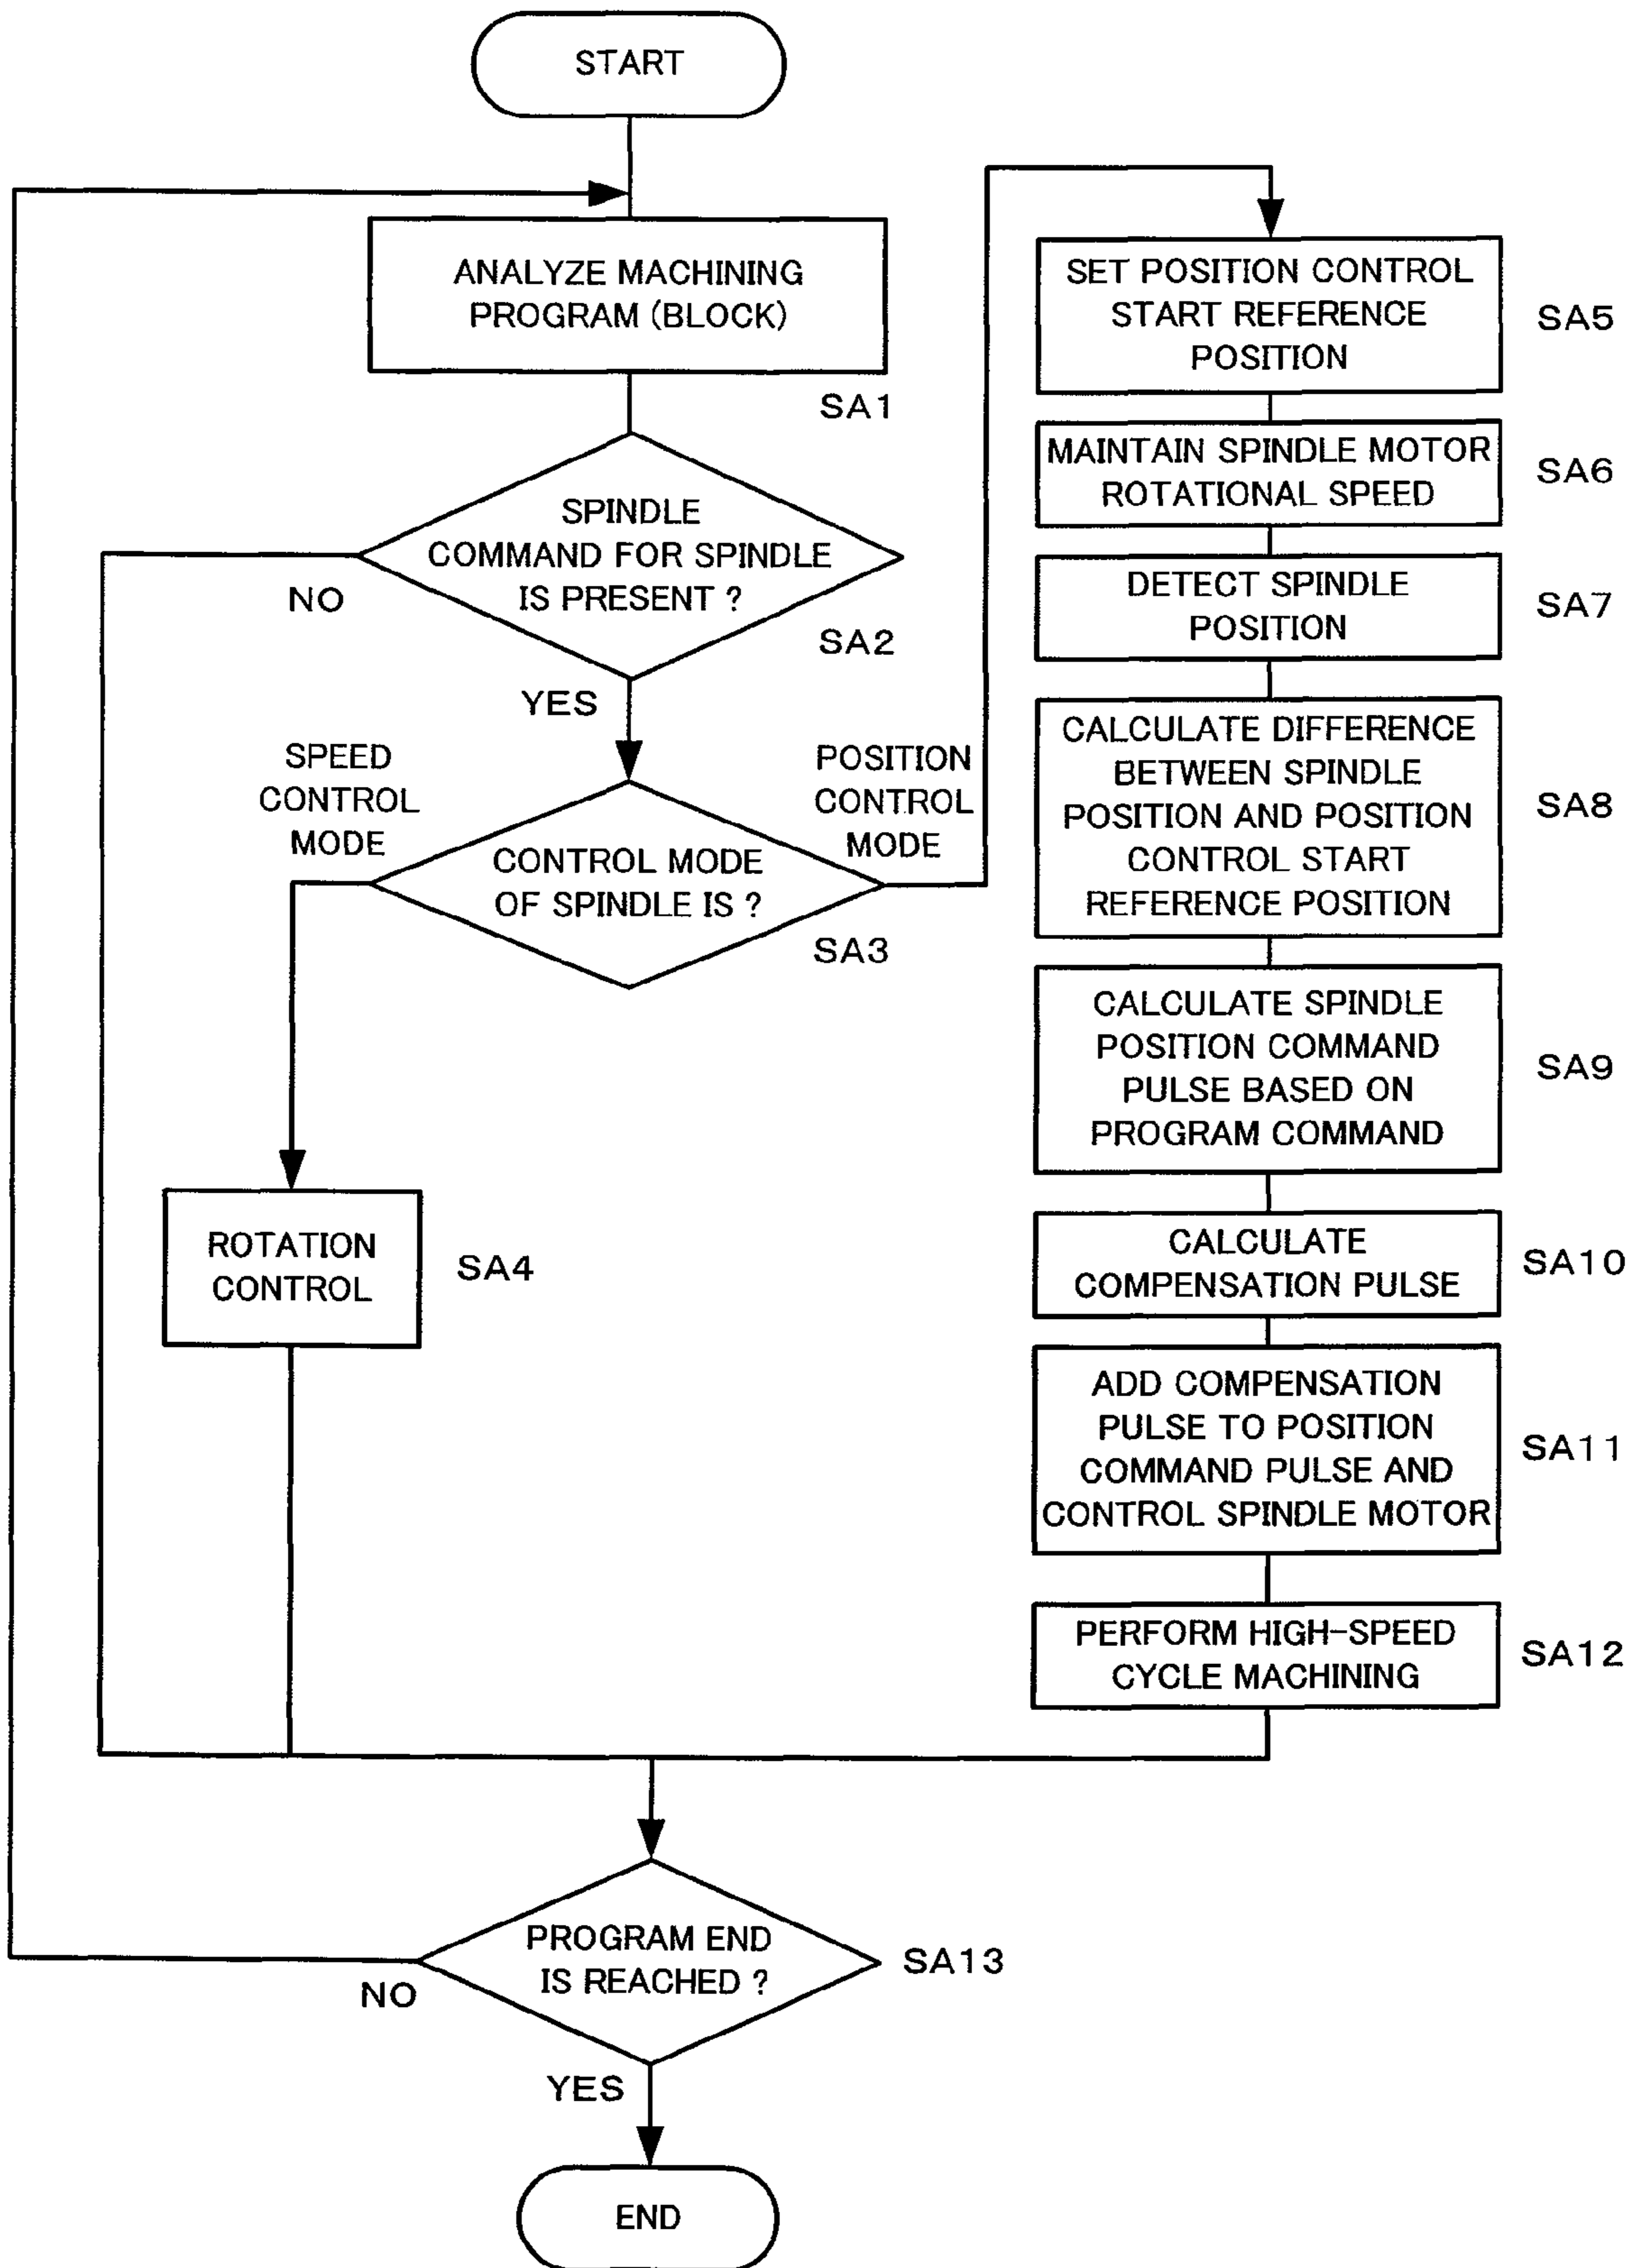 START
ANALYZE MACHINING
PROGRAM (BLOCK)
SA1
SPINDLE
COMMAND FOR SPINDLE
IS PRESENT ?
NO
SA2
YES
SPEED
CONTROL
MODE
POSITION
CONTROL
MODE
CONTROL MODE
OF SPINDLE IS ?
SA3
ROTATION
CONTROL
SA4
SET POSITION CONTROL
START REFERENCE
POSITION
SA5
MAINTAIN SPINDLE MOTOR
ROTATIONAL SPEED
SA6
DETECT SPINDLE
POSITION
SA7
CALCULATE DIFFERENCE
BETWEEN SPINDLE
POSITION AND POSITION
CONTROL START
REFERENCE POSITION
SA8
CALCULATE SPINDLE
POSITION COMMAND
PULSE BASED ON
PROGRAM COMMAND
SA9
CALCULATE
COMPENSATION PULSE
SA10
ADD COMPENSATION
PULSE TO POSITION
COMMAND PULSE AND
CONTROL SPINDLE MOTOR
SA11
PERFORM HIGH-SPEED
CYCLE MACHINING
SA12
PROGRAM END
IS REACHED ?
SA13
NO
YES
END